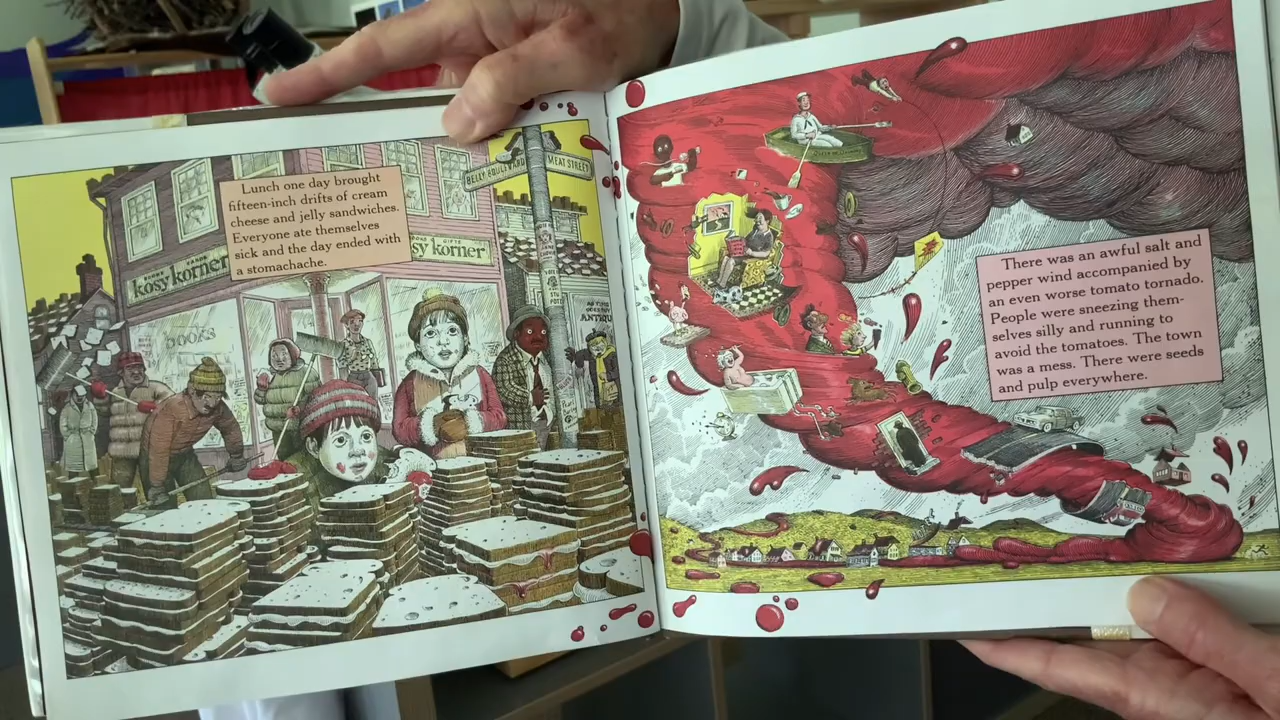 Lunch one day brought
fifteen-inch drifts of cream
cheese and jelly sandwiches.
Everyone ate themselves
sick and the day ended with
a stomachache.
BELLY BOULEVARD
MEAT STREET
kosy korner
sy korner
BOOKS
ANTIQU
There was an awful salt and
pepper wind accompanied by
an even worse tomato tornado.
People were sneezing them-
selves silly and running to
avoid the tomatoes. The town
was a mess. There were seeds
and pulp everywhere.